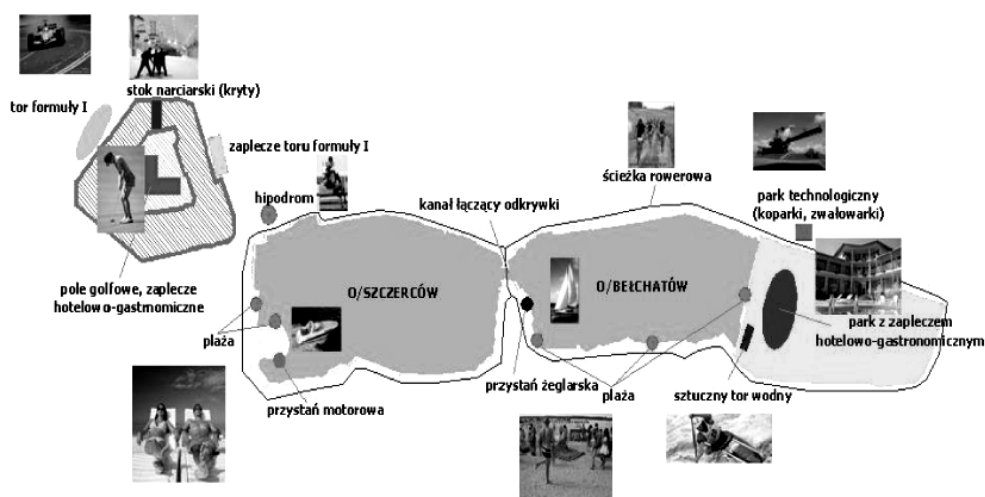 stok narciarski (kryty)
tor formuły I
zaplecze toru formuły I
hipodrom
kanał łączący odkrywki
ścieżka rowerowa
park technologiczny
(koparki, zwałowarki)
pole golfowe, zaplecze
hotelowo-gastmomiczne
O/SZCZERCÓW
O/BEŁCHATÓW
plaża
przystań motorowa
przystań żeglarska
plaża
sztuczny tor wodny
park z zapleczem
hotelowo-gastronomicznym